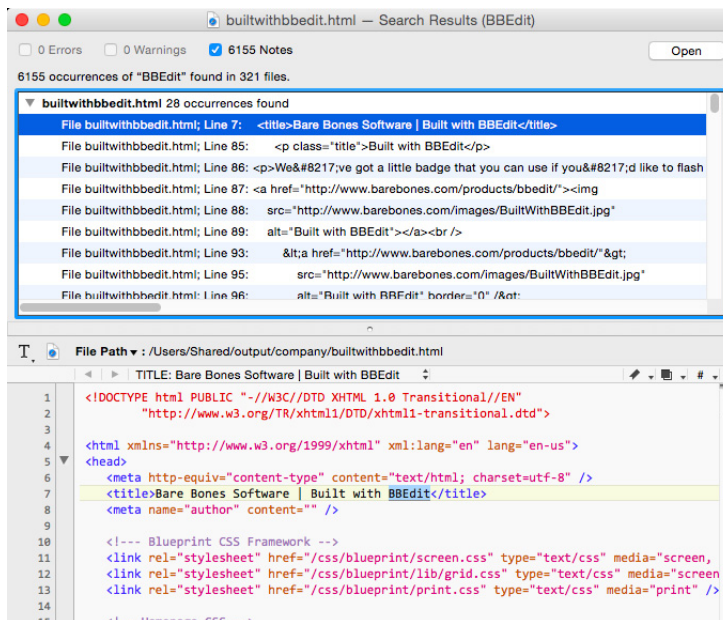 builtwithbbedit.html — Search Results (BBEdit)
0 Errors 0 Warnings 6155 Notes Open
6155 occurrences of "BBEdit" found in 321 files.
builtwithbbedit.html 28 occurrences found
File builtwithbbedit.html; Line 7: <title>Bare Bones Software | Built with BBEdit</title>
File builtwithbbedit.html; Line 85: <p class="title">Built with BBEdit</p>
File builtwithbbedit.html; Line 86: <p>We&#8217;ve got a little badge that you can use if you&#8217;d like to flash
File builtwithbbedit.html; Line 87: <a href="http://www.barebones.com/products/bbedit/"><img
File builtwithbbedit.html; Line 88: src="http://www.barebones.com/images/BuiltWithBBEdit.jpg"
File builtwithbbedit.html; Line 89: alt="Built with BBEdit"></a><br />
File builtwithbbedit.html; Line 93: &lt;a href="http://www.barebones.com/products/bbedit/"&gt;
File builtwithbbedit.html; Line 95: src="http://www.barebones.com/images/BuiltWithBBEdit.jpg"
File builtwithbbedit.html; Line 96: alt="Built with BBEdit" border="0" /&gt;
T File Path ▾ : /Users/Shared/output/company/builtwithbbedit.html
TITLE: Bare Bones Software | Built with BBEdit #
1 <!DOCTYPE html PUBLIC "-//W3C//DTD XHTML 1.0 Transitional//EN"
2 "http://www.w3.org/TR/xhtml1/DTD/xhtml1-transitional.dtd">
3
4 <html xmlns="http://www.w3.org/1999/xhtml" xml:lang="en" lang="en-us">
5 <head>
6 <meta http-equiv="content-type" content="text/html; charset=utf-8" />
7 <title>Bare Bones Software | Built with BBEdit</title>
8 <meta name="author" content="" />
9
10 <!--- Blueprint CSS Framework -->
11 <link rel="stylesheet" href="/css/blueprint/screen.css" type="text/css" media="screen,
12 <link rel="stylesheet" href="/css/blueprint/lib/grid.css" type="text/css" media="screen
13 <link rel="stylesheet" href="/css/blueprint/print.css" type="text/css" media="print" />
14